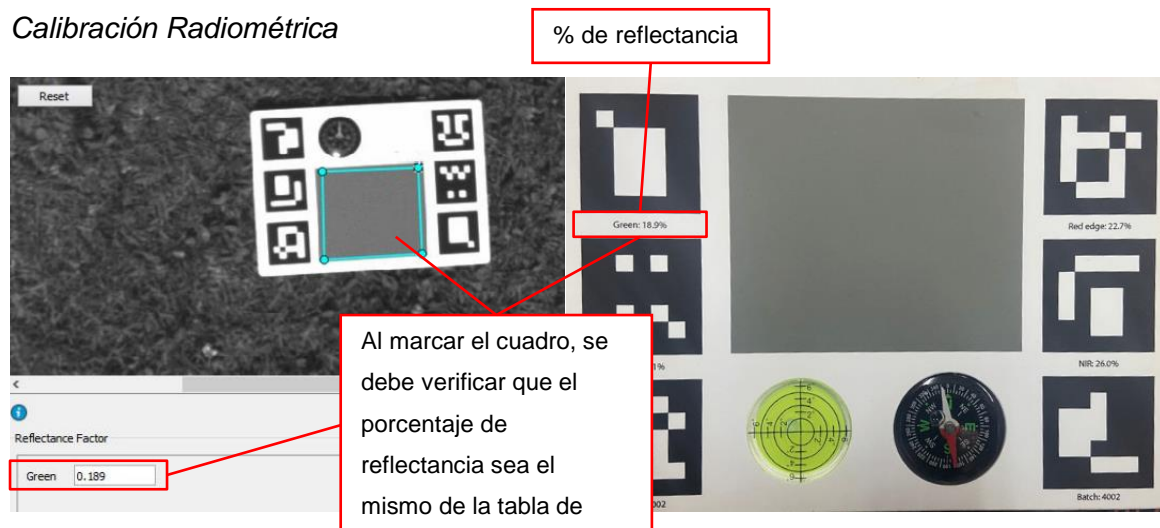 Calibración Radiométrica
% de reflectancia
Reset
Green: 18.9%
Red edge: 22.7%
1%
NIR: 26.0%
Al marcar el cuadro, se
debe verificar que el
porcentaje de
reflectancia sea el
mismo de la tabla de
Reflectance Factor
Green 0.189
002
Batch: 4002